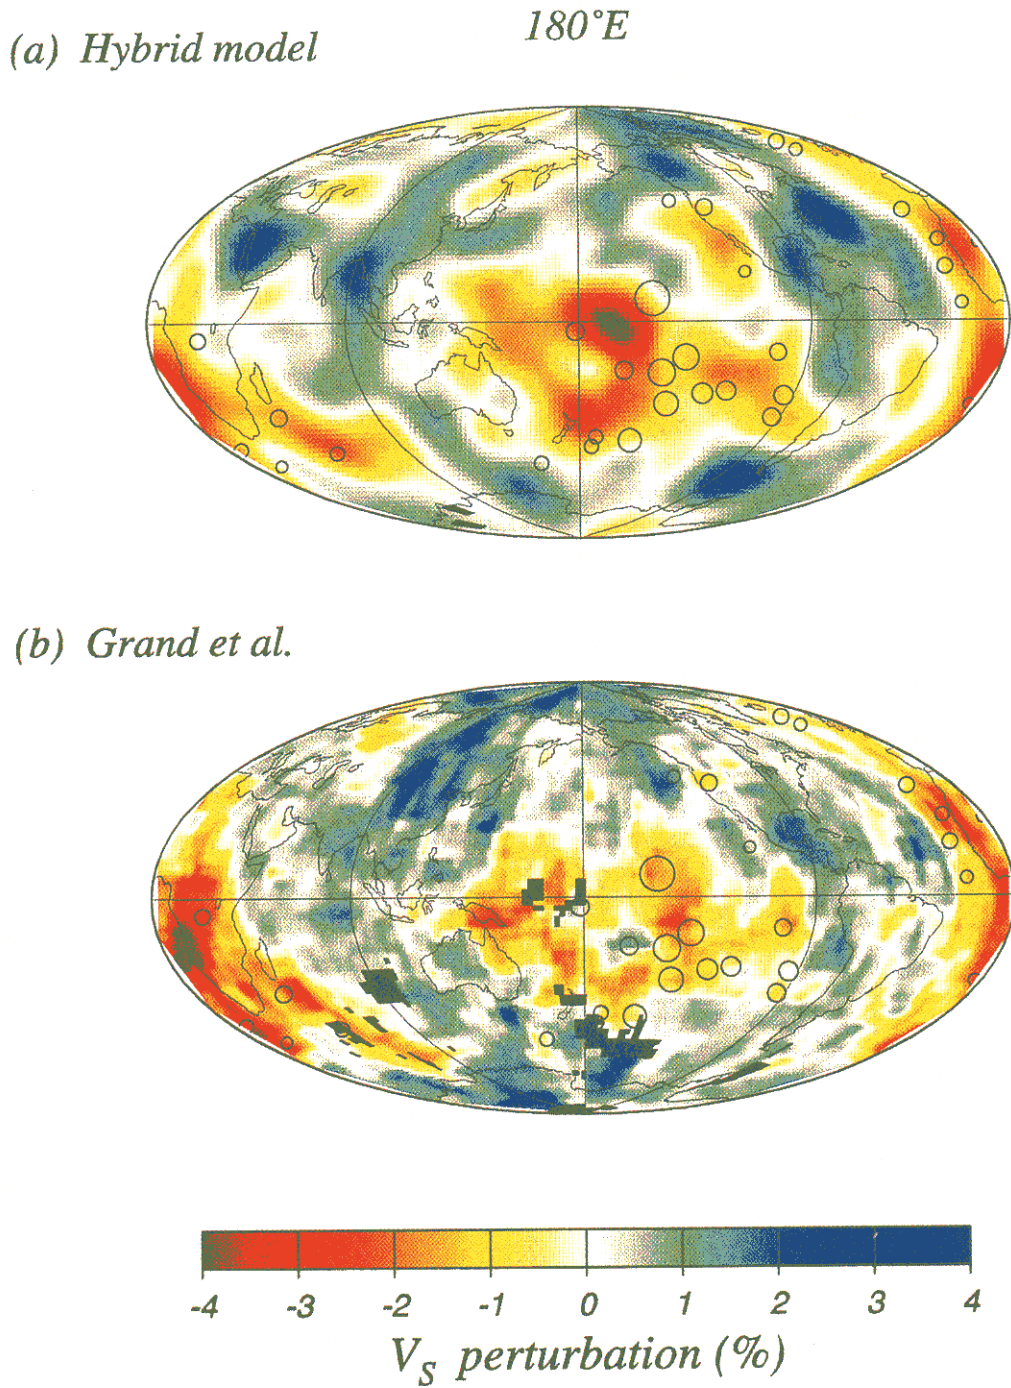 180°E
(a) Hybrid model
(b) Grand et al.
-4 -3 -2 -1 0 1 2 3 4
V_S perturbation (%)